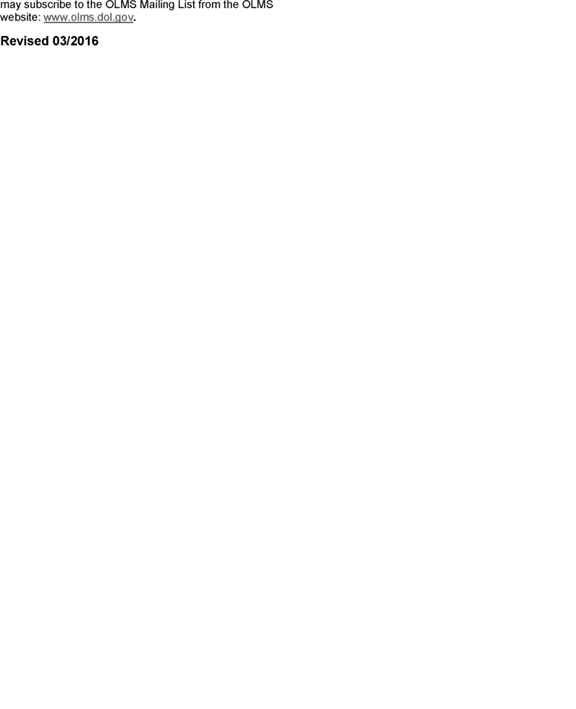 may subscribe to the OLMS Mailing List from the OLMS
website: www.olms.dol.gov.
Revised 03/2016